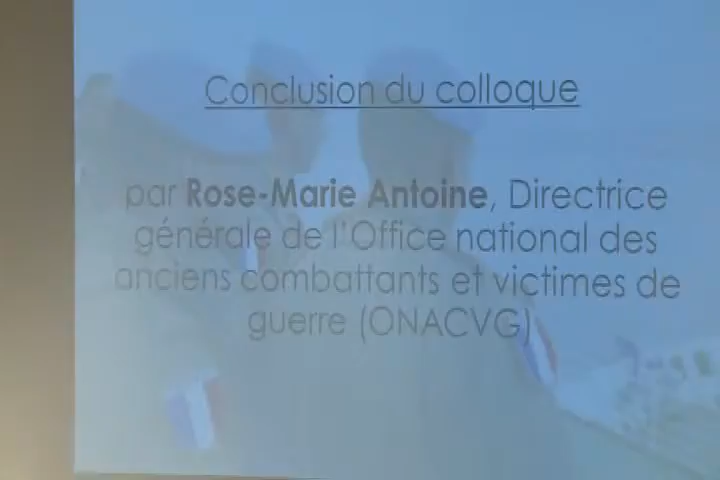 Conclusion du colloque
par Rose-Marie Antoine, Directrice
générale de l'Office national des
anciens combattants et victimes de
guerre (ONACVG)